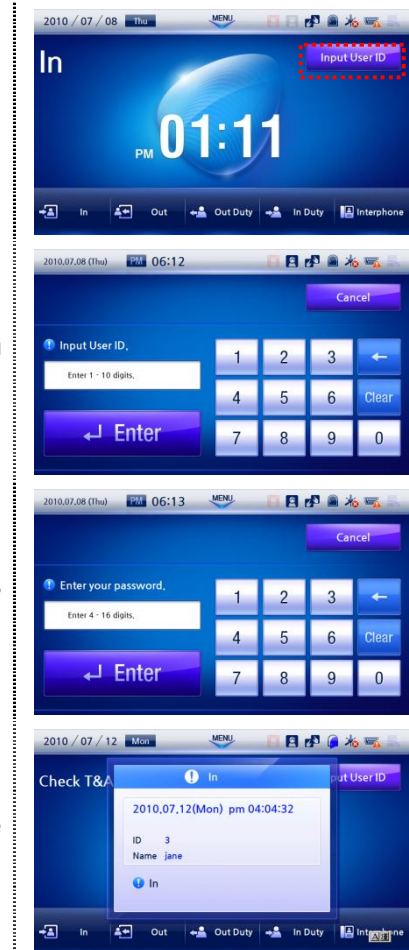 2010 / 07 / 08 Thu MENU
In
Input User ID
PM 01:11
In Out Out Duty In Duty Interphone
2010.07.08 (Thu) PM 06:12
Cancel
Input User ID.
Enter 1 - 10 digits.
1 2 3 ←
4 5 6 Clear
Enter
7 8 9 0
2010.07.08 (Thu) PM 06:13 MENU
Cancel
Enter your password.
Enter 4 - 16 digits.
1 2 3 ←
4 5 6 Clear
Enter
7 8 9 0
2010 / 07 / 12 Mon MENU
Check T&A
In
put User ID
2010.07.12(Mon) pm 04:04:32
ID 3
Name jane
In
In Out Out Duty In Duty